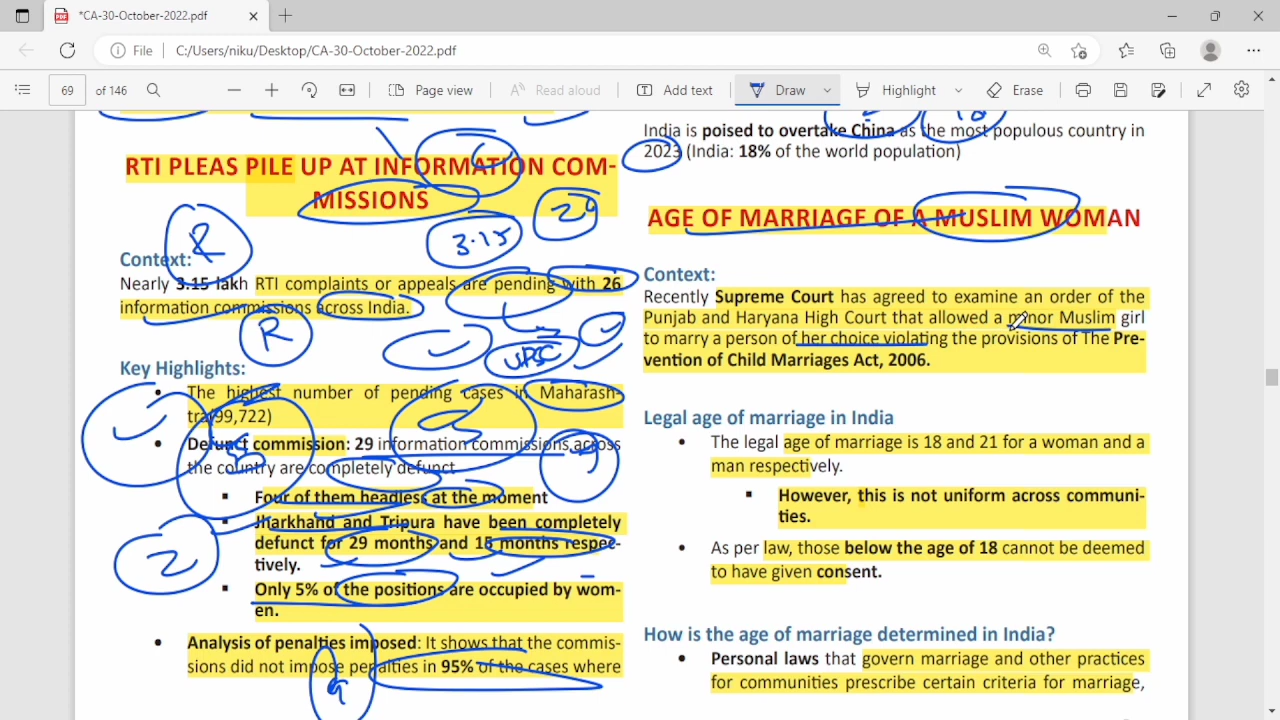 *CA-30-October-2022.pdf
File C:/Users/niku/Desktop/CA-30-October-2022.pdf
69 of 146 Page view Read aloud Add text Draw Highlight Erase
RTI PLEAS PILE UP AT INFORMATION COM-
MISSIONS
Context:
Nearly 3.15 lakh RTI complaints or appeals are pending with 26
information commissions across India.
Key Highlights:
The highest number of pending cases in Maharash-
tra(99,722)
Defunct commission: 29 information commissions across
the country are completely defunct
Four of them headless at the moment
Jharkhand and Tripura have been completely
defunct for 29 months and 15 months respec-
tively.
Only 5% of the positions are occupied by wom-
en.
Analysis of penalties imposed: It shows that the commis-
sions did not impose penalties in 95% of the cases where
29
3.15
R
R
UPSC
2
India is poised to overtake China as the most populous country in
2023 (India: 18% of the world population)
AGE OF MARRIAGE OF A MUSLIM WOMAN
Context:
Recently Supreme Court has agreed to examine an order of the
Punjab and Haryana High Court that allowed a minor Muslim girl
to marry a person of her choice violating the provisions of The Pre-
vention of Child Marriages Act, 2006.
Legal age of marriage in India
The legal age of marriage is 18 and 21 for a woman and a
man respectively.
However, this is not uniform across communi-
ties.
As per law, those below the age of 18 cannot be deemed
to have given consent.
How is the age of marriage determined in India?
Personal laws that govern marriage and other practices
for communities prescribe certain criteria for marriage,